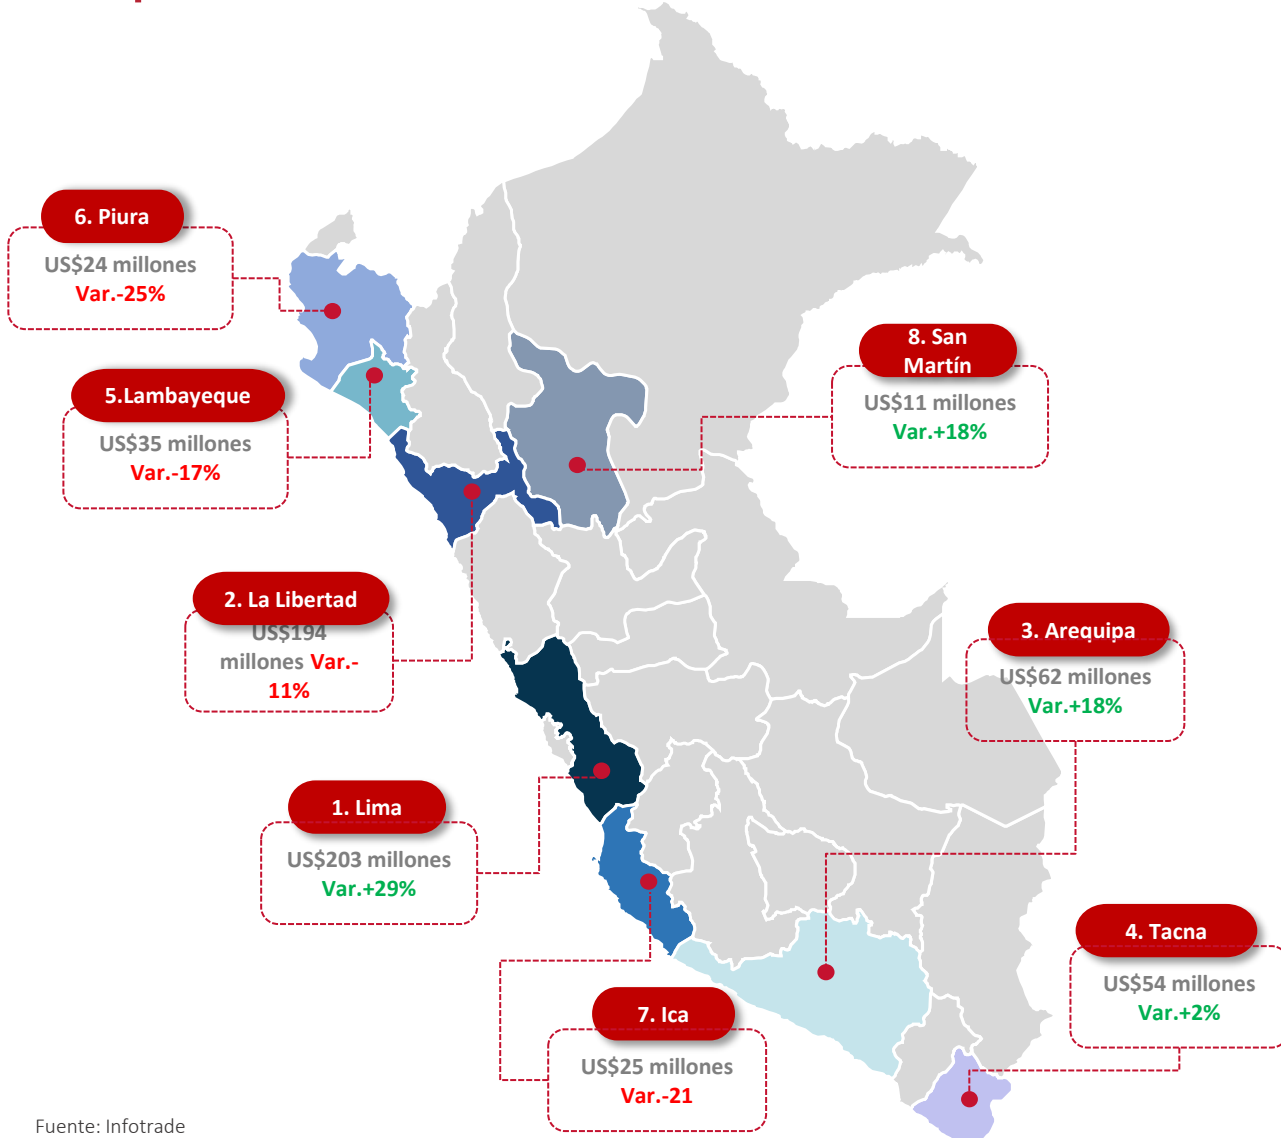 6. Piura
US$24 millones
Var.-25%
5.Lambayeque
US$35 millones
Var.-17%
8. San
Martín
US$11 millones
Var.+18%
2. La Libertad
US$194
millones Var.-
11%
3. Arequipa
US$62 millones
Var.+18%
1. Lima
US$203 millones
Var.+29%
4. Tacna
US$54 millones
Var.+2%
7. Ica
US$25 millones
Var.-21
Fuente: Infotrade